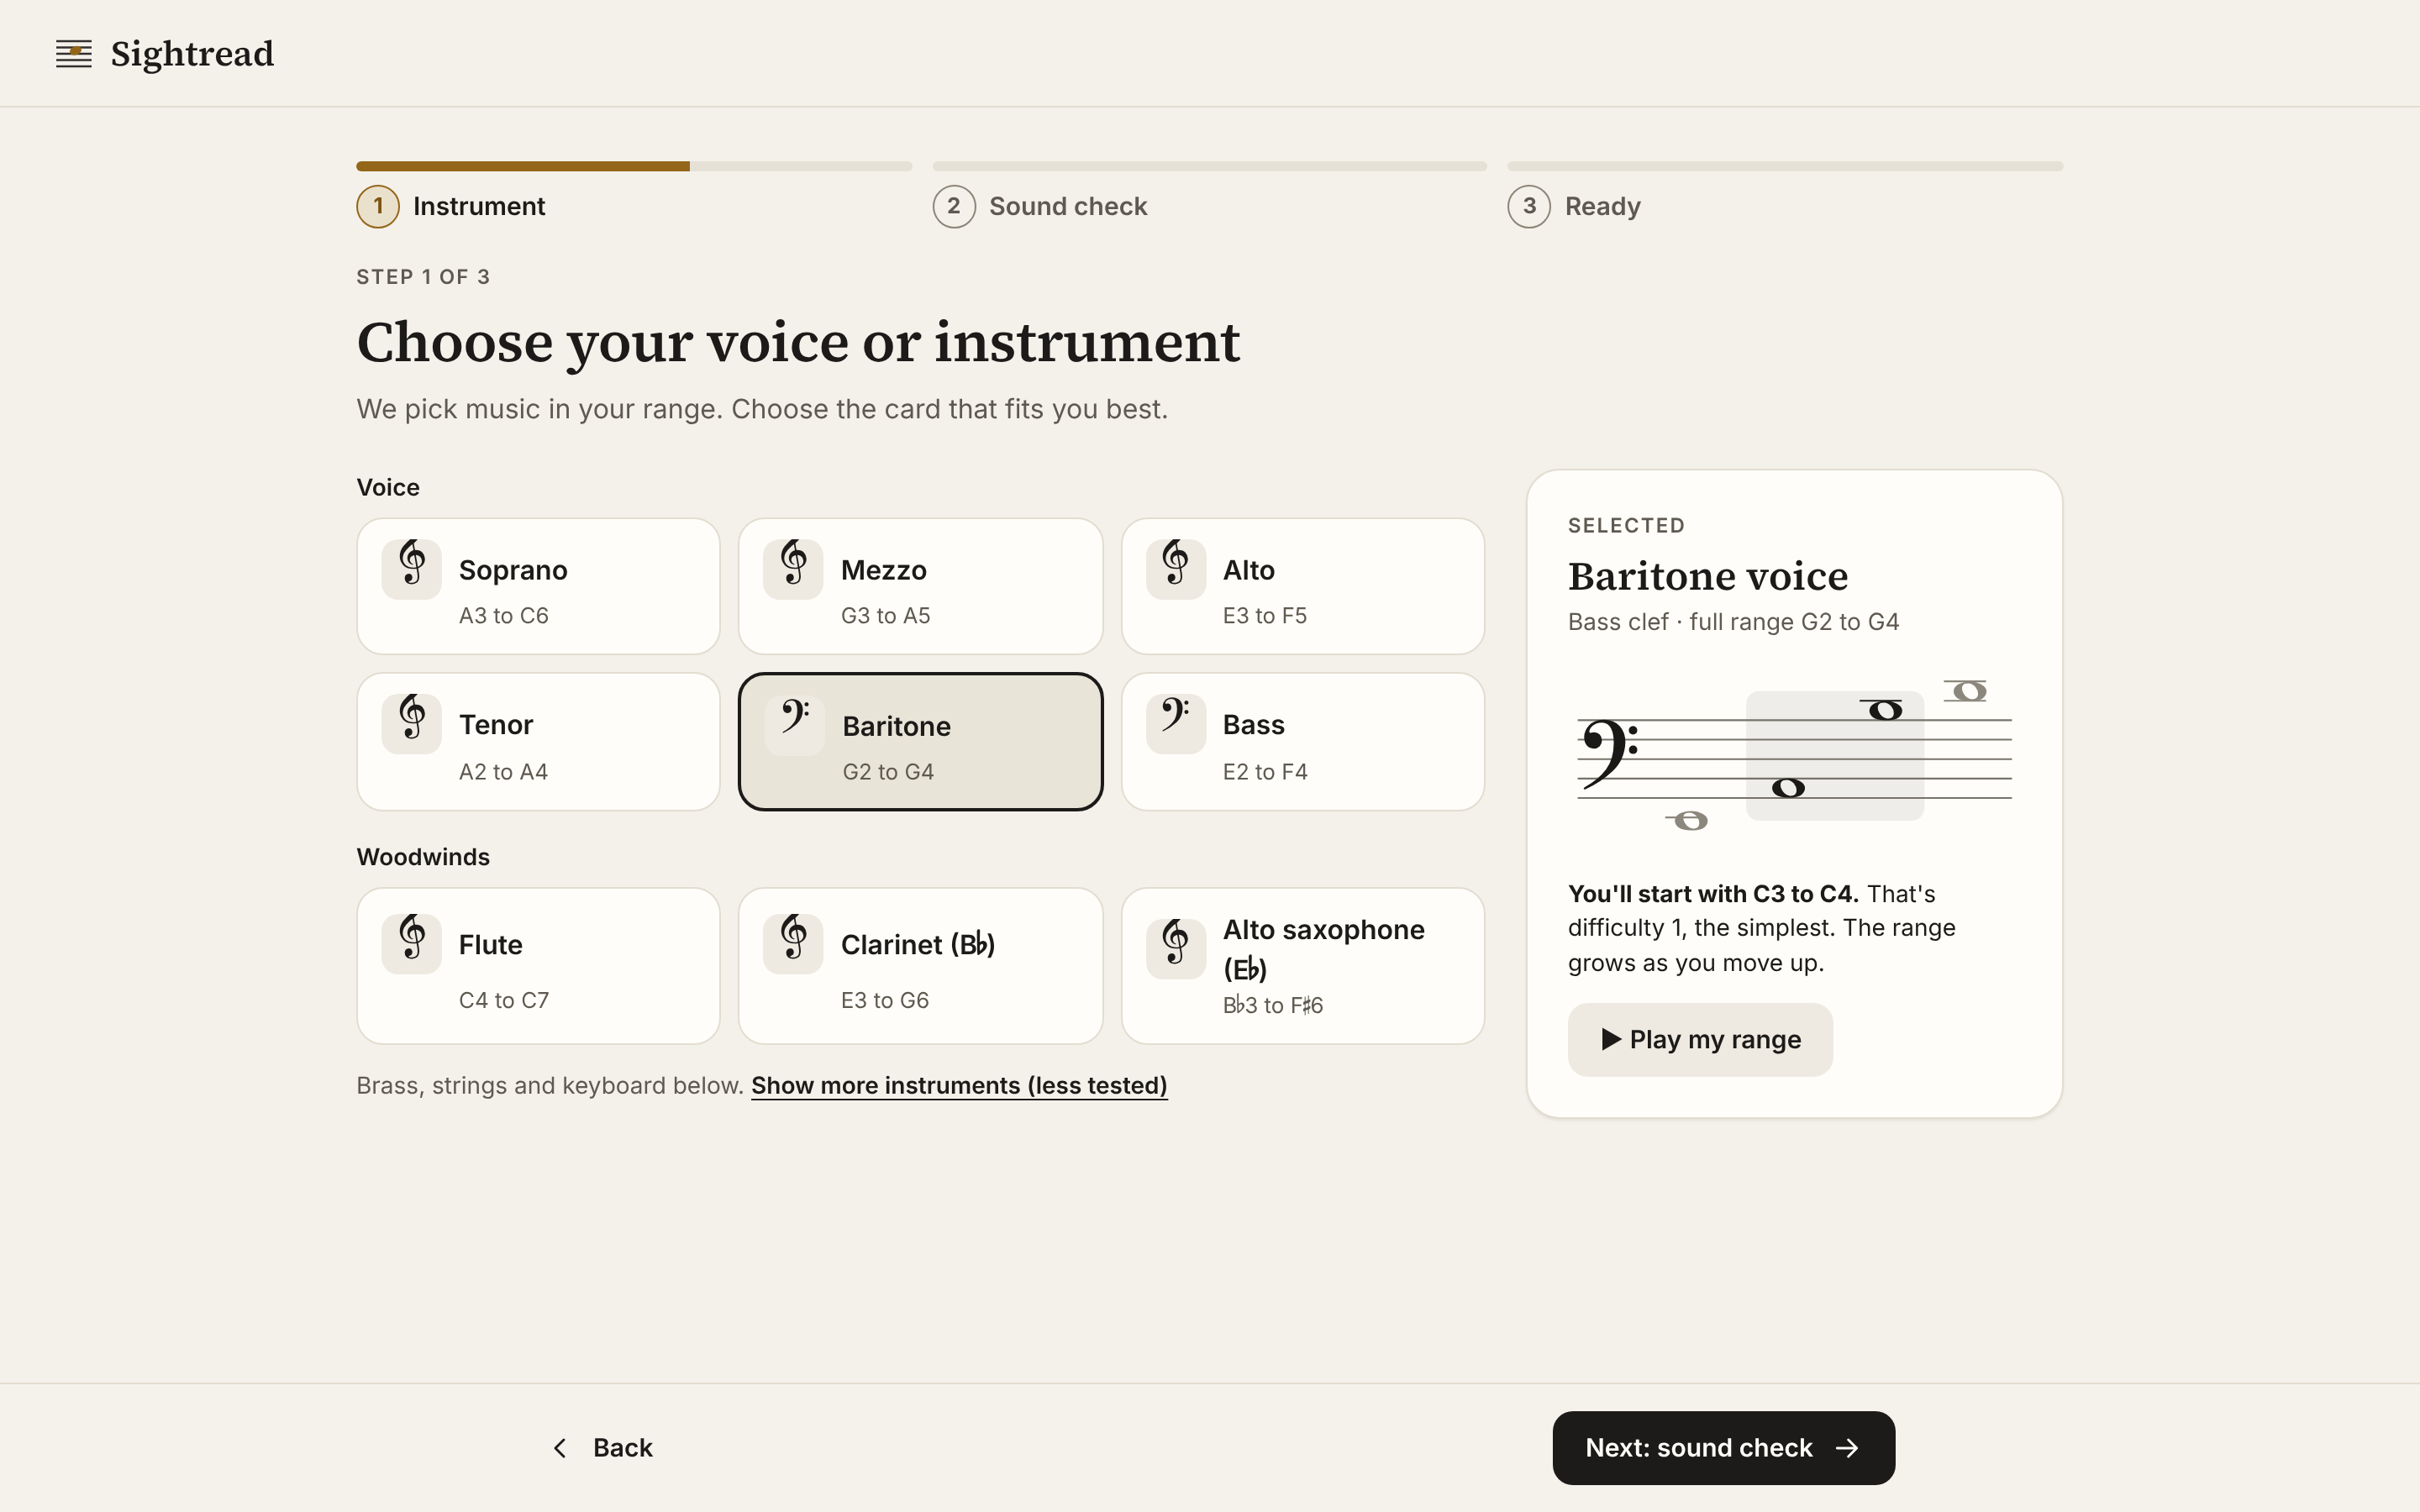 Sightread
1 Instrument
2 Sound check
3 Ready
STEP 1 OF 3
Choose your voice or instrument
We pick music in your range. Choose the card that fits you best.
Voice
Soprano
A3 to C6
Mezzo
G3 to A5
Alto
E3 to F5
Tenor
A2 to A4
Baritone
G2 to G4
Bass
E2 to F4
Woodwinds
Flute
C4 to C7
Clarinet (B♭)
E3 to G6
Alto saxophone
(E♭)
B♭3 to F♯6
Brass, strings and keyboard below. Show more instruments (less tested)
SELECTED
Baritone voice
Bass clef · full range G2 to G4
You'll start with C3 to C4. That's
difficulty 1, the simplest. The range
grows as you move up.
Play my range
Back
Next: sound check